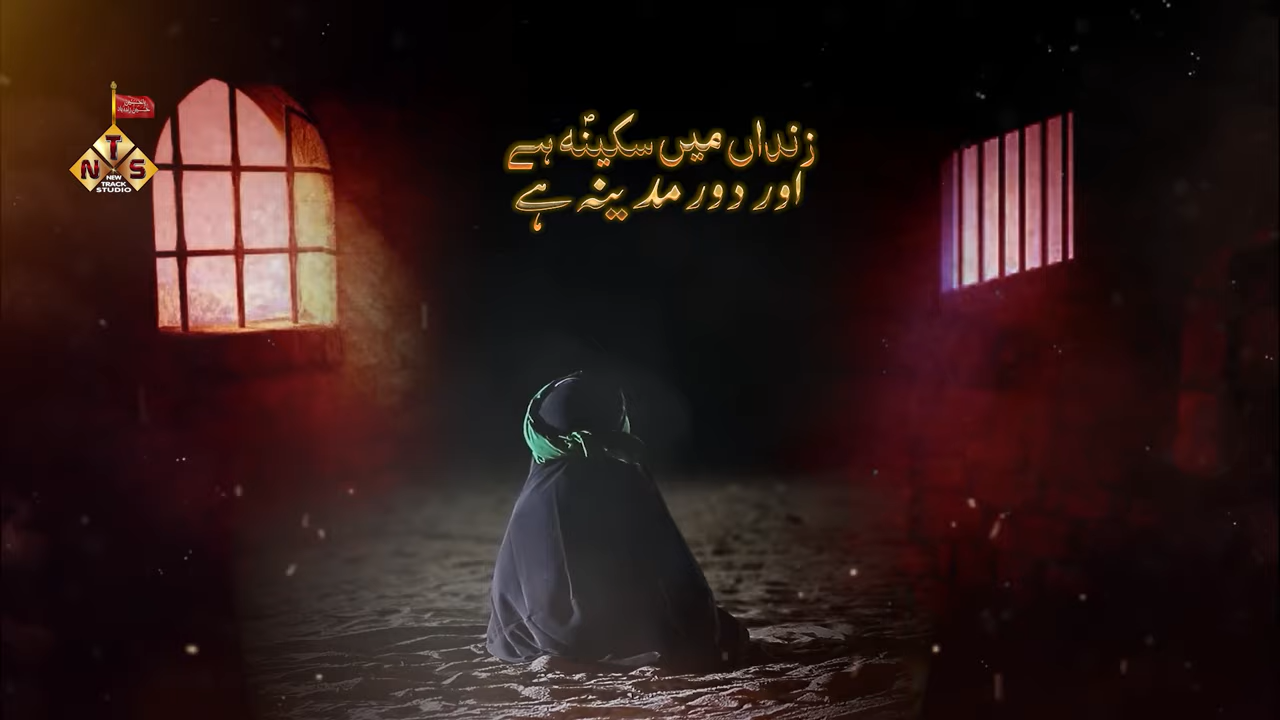 زنداں میں سکینہؑ ہے
اور دور مدینہ ہے
NTS
NEW
TRACK
STUDIO